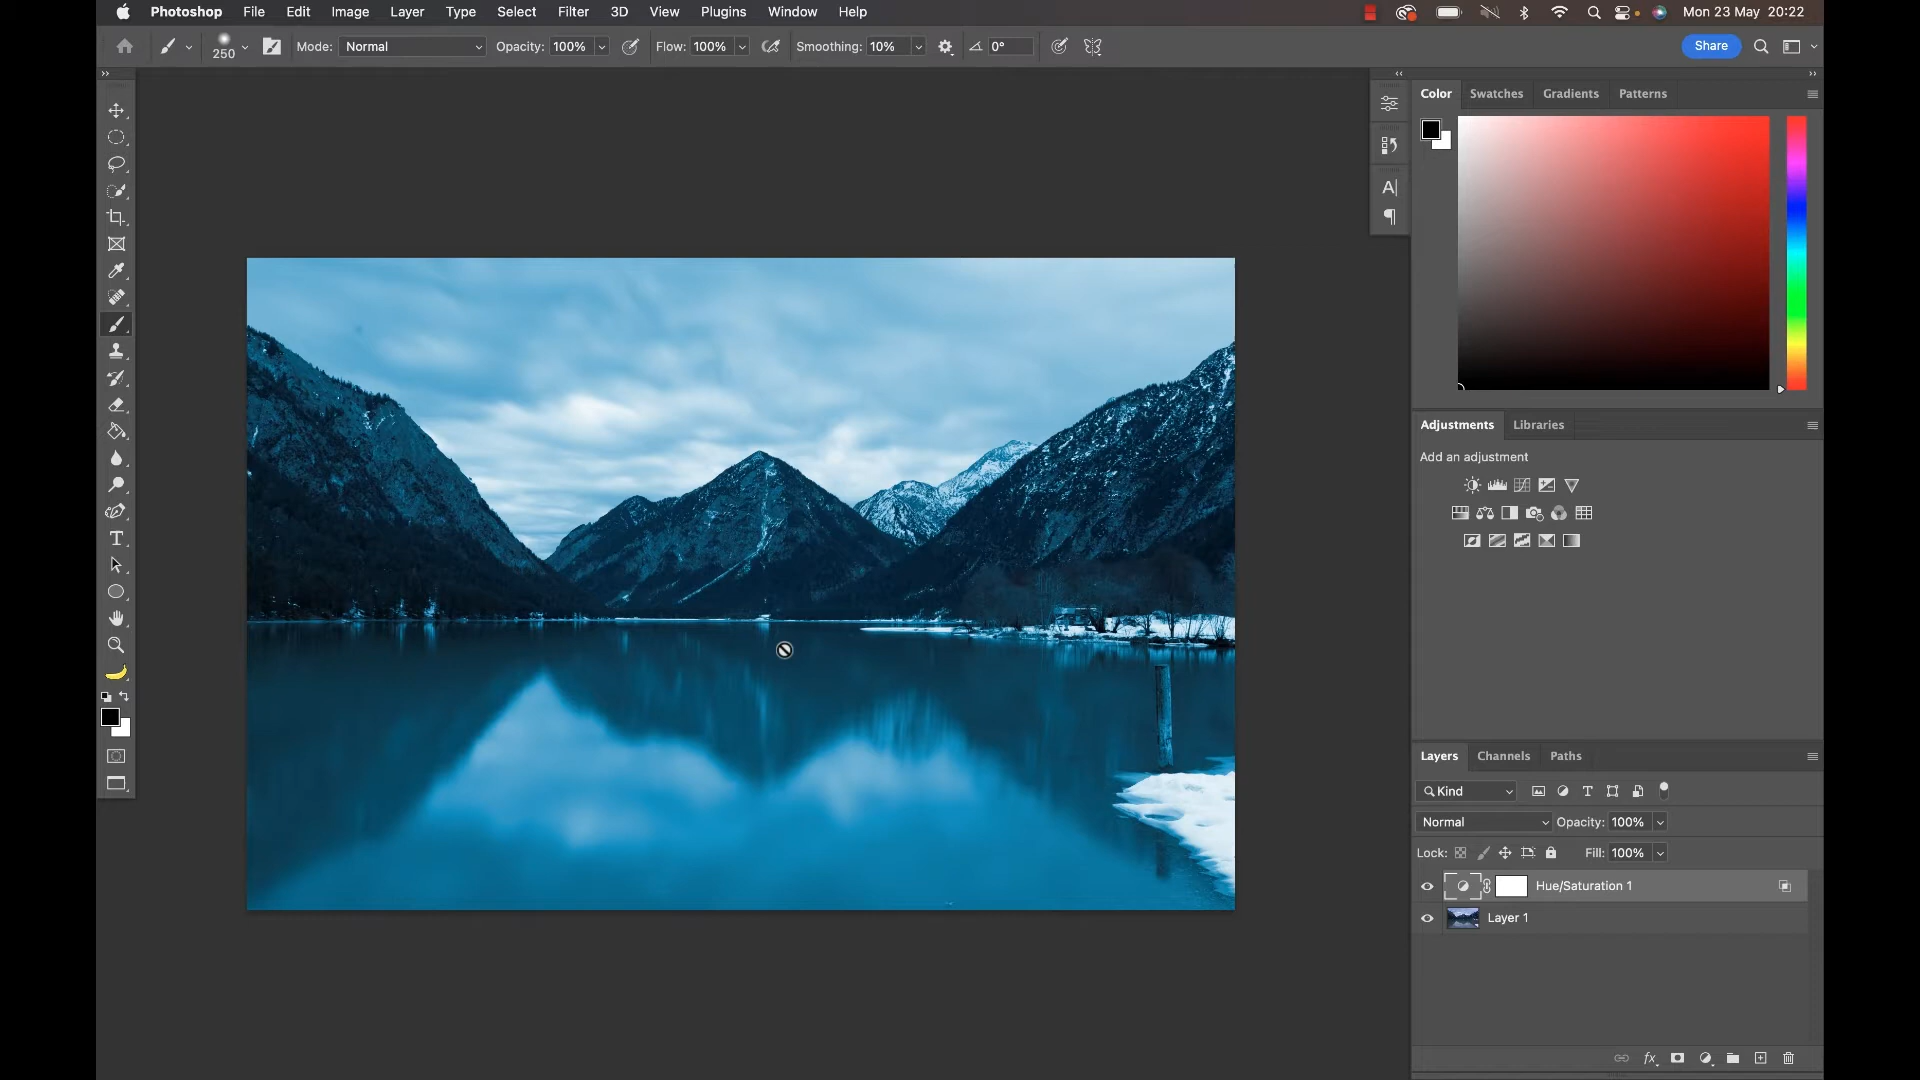 Photoshop File Edit Image Layer Type Select Filter 3D View Plugins Window Help Mon 23 May 20:22
250 Mode: Normal Opacity: 100% Flow: 100% Smoothing: 10% 0° Share
Color Swatches Gradients Patterns
Adjustments Libraries
Add an adjustment
Layers Channels Paths
Kind
Normal Opacity: 100%
Lock: Fill: 100%
Hue/Saturation 1
Layer 1